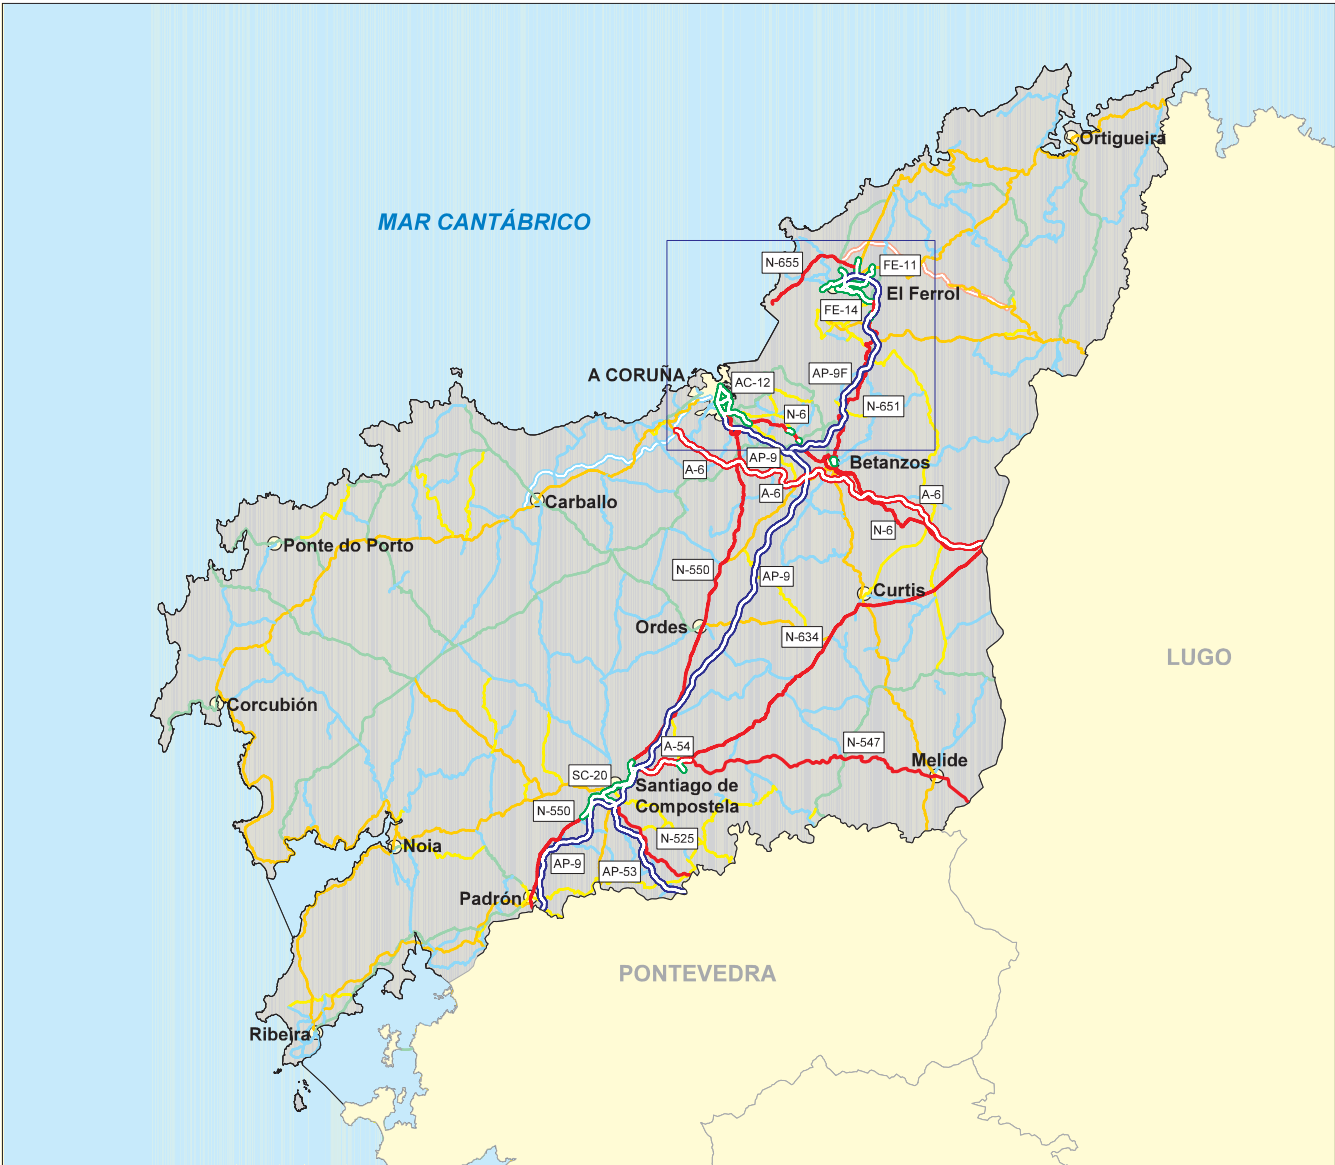 Ortigueira
MAR CANTÁBRICO
N-655
FE-11
El Ferrol
FE-14
A CORUÑA
AC-12
AP-9F
N-651
N-6
AP-9
Betanzos
A-6
A-6
A-6
Carballo
N-6
Ponte do Porto
N-550
AP-9
Curtis
Ordes
N-634
LUGO
Corcubión
A-54
N-547
Melide
SC-20
Santiago de
Compostela
N-550
N-525
Noia
AP-9
AP-53
Padrón
PONTEVEDRA
Ribeira